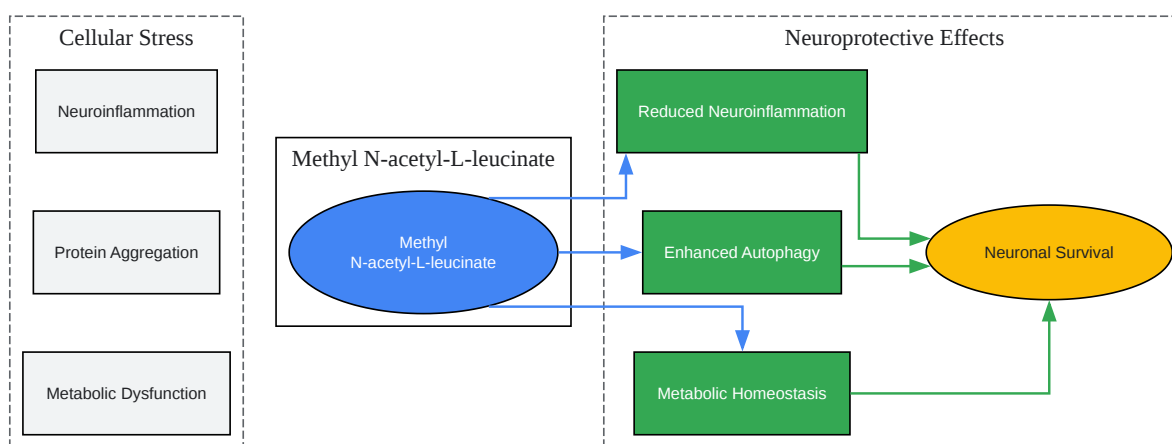 Cellular Stress
Neuroinflammation
Protein Aggregation
Metabolic Dysfunction
Methyl N-acetyl-L-leucinate
Methyl
N-acetyl-L-leucinate
Neuroprotective Effects
Reduced Neuroinflammation
Enhanced Autophagy
Metabolic Homeostasis
Neuronal Survival